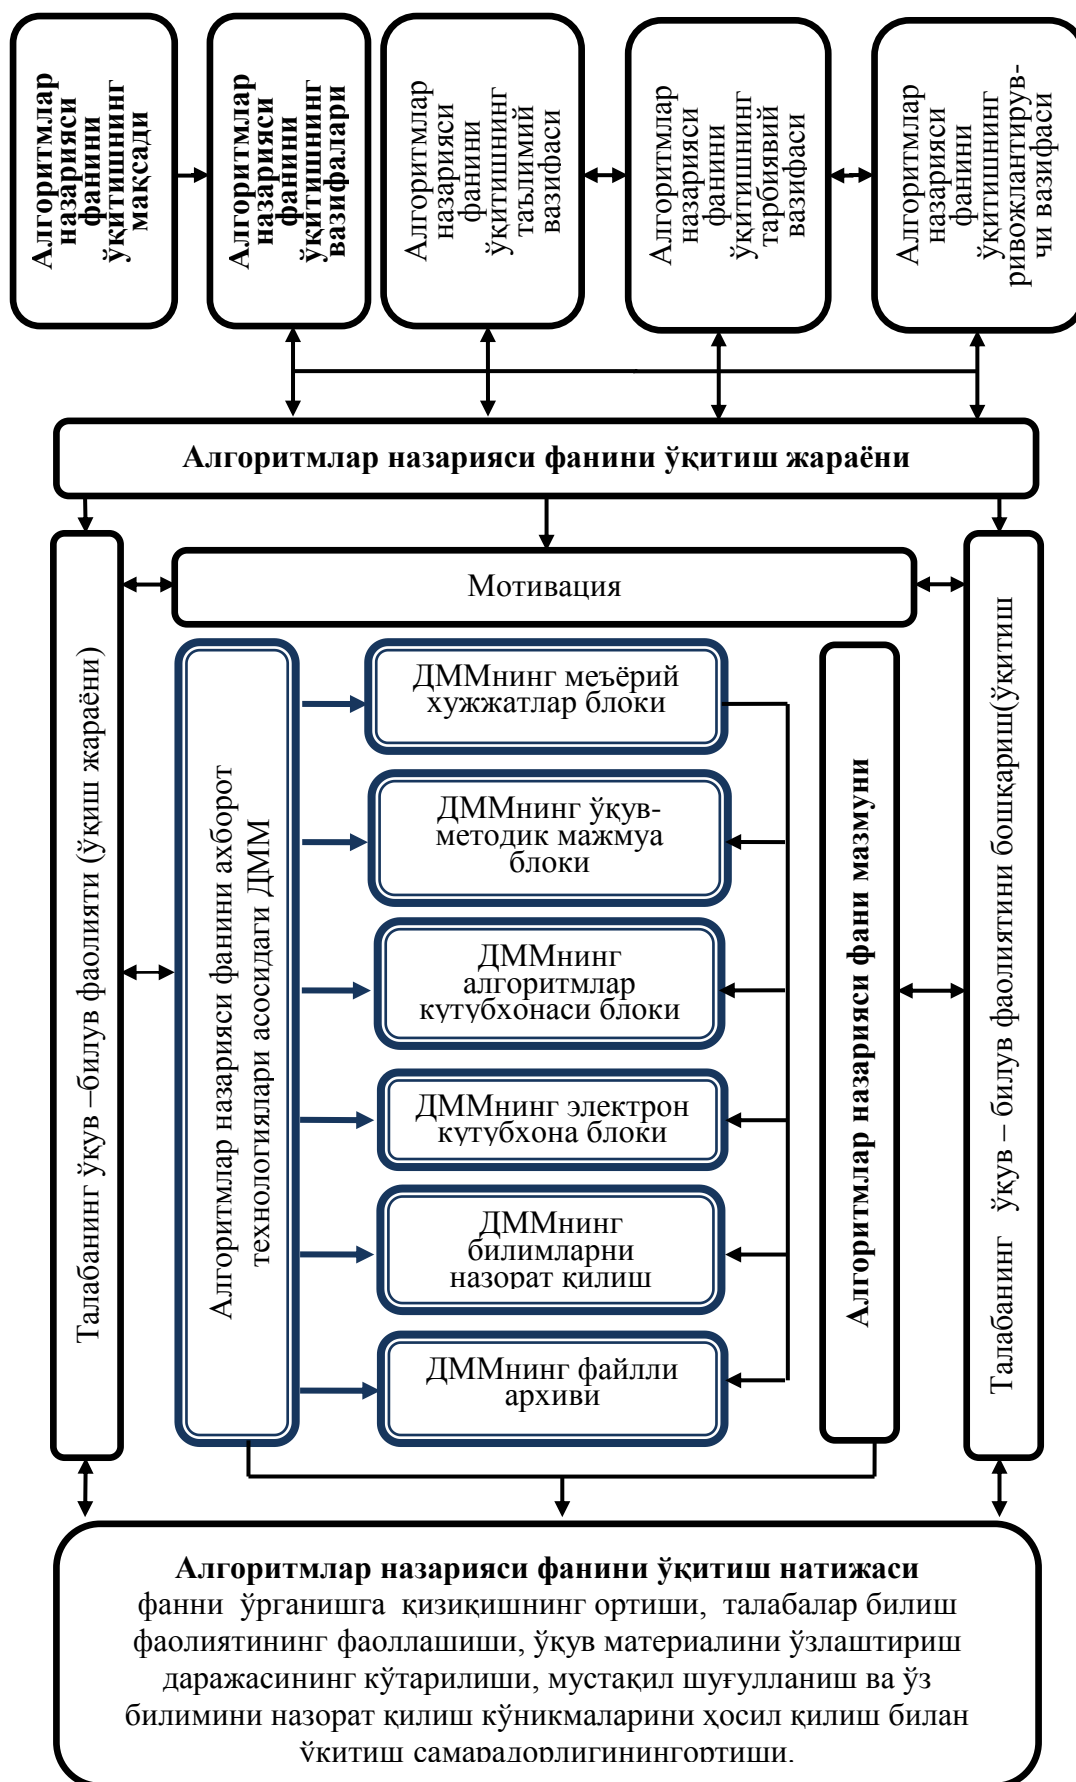 Алгоритмлар
назарияси
фанини
ўқитишнинг
мақсади
Алгоритмлар
назарияси
фанини
ўқитишнинг
вазифалари
Алгоритмлар
назарияси
фанини
ўқитишнинг
таълимий
вазифаси
Алгоритмлар
назарияси
фанини
ўқитишнинг
тарбиявий
вазифаси
Алгоритмлар
назарияси
фанини
ўқитишнинг
ривожлантирув-
чи вазифаси
Алгоритмлар назарияси фанини ўқитиш жараёни
Мотивация
Талабанинг ўқув –билув фаолияти (ўқиш жараёни)
Алгоритмлар назарияси фанини ахборот
технологиялари асосидаги ДММ
ДММнинг меъёрий
хужжатлар блоки
ДММнинг ўқув-
методик мажмуа
блоки
ДММнинг
алгоритмлар
кутубхонаси блоки
ДММнинг электрон
кутубхона блоки
ДММнинг
билимларни
назорат қилиш
ДММнинг файлли
архиви
Алгоритмлар назарияси фани мазмуни
Талабанинг ўқув – билув фаолиятини бошқариш(ўқитиш
Алгоритмлар назарияси фанини ўқитиш натижаси
фанни ўрганишга қизиқишнинг ортиши, талабалар билиш
фаолиятининг фаоллашиши, ўқув материалини ўзлаштириш
даражасининг кўтарилиши, мустақил шуғулланиш ва ўз
билимини назорат қилиш кўникмаларини ҳосил қилиш билан
ўқитиш самарадорлигинингортиши.